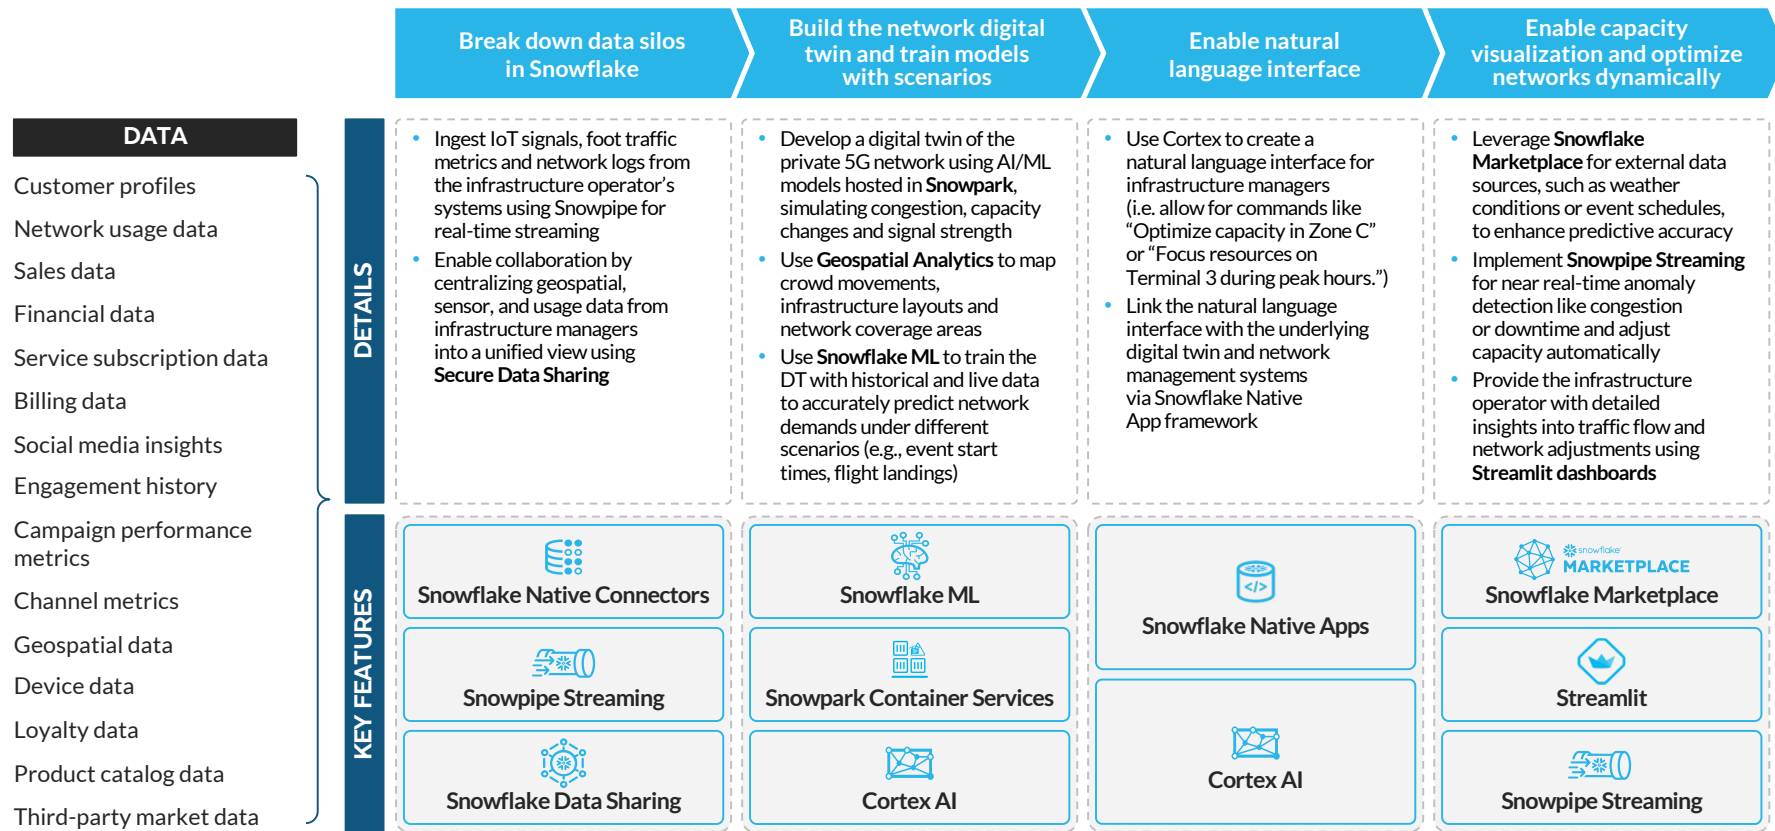 Break down data silos
in Snowflake
Build the network digital
twin and train models
with scenarios
Enable natural
language interface
Enable capacity
visualization and optimize
networks dynamically
DATA
Customer profiles
Network usage data
Sales data
Financial data
Service subscription data
Billing data
Social media insights
Engagement history
Campaign performance
metrics
Channel metrics
Geospatial data
Device data
Loyalty data
Product catalog data
Third-party market data
DETAILS
• Ingest IoT signals, foot traffic
metrics and network logs from
the infrastructure operator's
systems using Snowpipe for
real-time streaming
• Enable collaboration by
centralizing geospatial,
sensor, and usage data from
infrastructure managers
into a unified view using
Secure Data Sharing
• Develop a digital twin of the
private 5G network using AI/ML
models hosted in Snowpark,
simulating congestion, capacity
changes and signal strength
• Use Geospatial Analytics to map
crowd movements,
infrastructure layouts and
network coverage areas
• Use Snowflake ML to train the
DT with historical and live data
to accurately predict network
demands under different
scenarios (e.g., event start
times, flight landings)
• Use Cortex to create a
natural language interface for
infrastructure managers
(i.e. allow for commands like
“Optimize capacity in Zone C”
or “Focus resources on
Terminal 3 during peak hours.”)
• Link the natural language
interface with the underlying
digital twin and network
management systems
via Snowflake Native
App framework
• Leverage Snowflake
Marketplace for external data
sources, such as weather
conditions or event schedules,
to enhance predictive accuracy
• Implement Snowpipe Streaming
for near real-time anomaly
detection like congestion
or downtime and adjust
capacity automatically
• Provide the infrastructure
operator with detailed
insights into traffic flow and
network adjustments using
Streamlit dashboards
KEY FEATURES
Snowflake Native Connectors
Snowpipe Streaming
Snowflake Data Sharing
Snowflake ML
Snowpark Container Services
Cortex AI
</>
Snowflake Native Apps
Cortex AI
snowflake®
MARKETPLACE
Snowflake Marketplace
Streamlit
Snowpipe Streaming